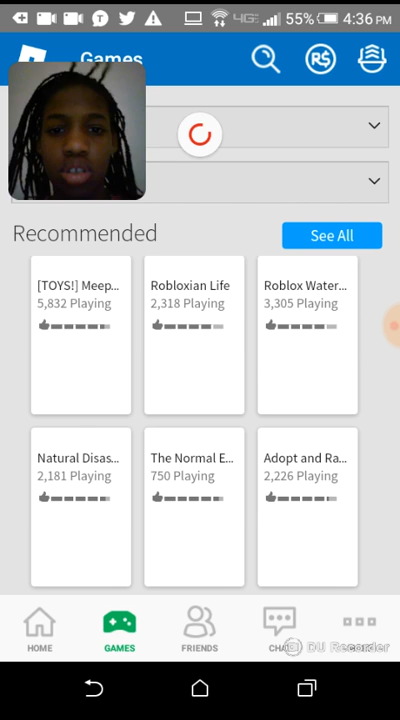 4G 55% 4:36 PM
Games
R$
Recommended
See All
[TOYS!] Meep...
5,832 Playing
Robloxian Life
2,318 Playing
Roblox Water...
3,305 Playing
Natural Disas...
2,181 Playing
The Normal E...
750 Playing
Adopt and Ra...
2,226 Playing
HOME
GAMES
FRIENDS
DU Recorder